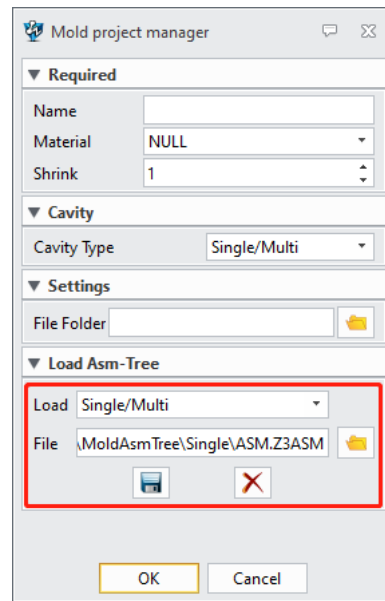 Mold project manager
▼ Required
Name
Material NULL
Shrink 1
▼ Cavity
Cavity Type Single/Multi
▼ Settings
File Folder
▼ Load Asm-Tree
Load Single/Multi
File \MoldAsmTree\Single\ASM.Z3ASM
OK Cancel